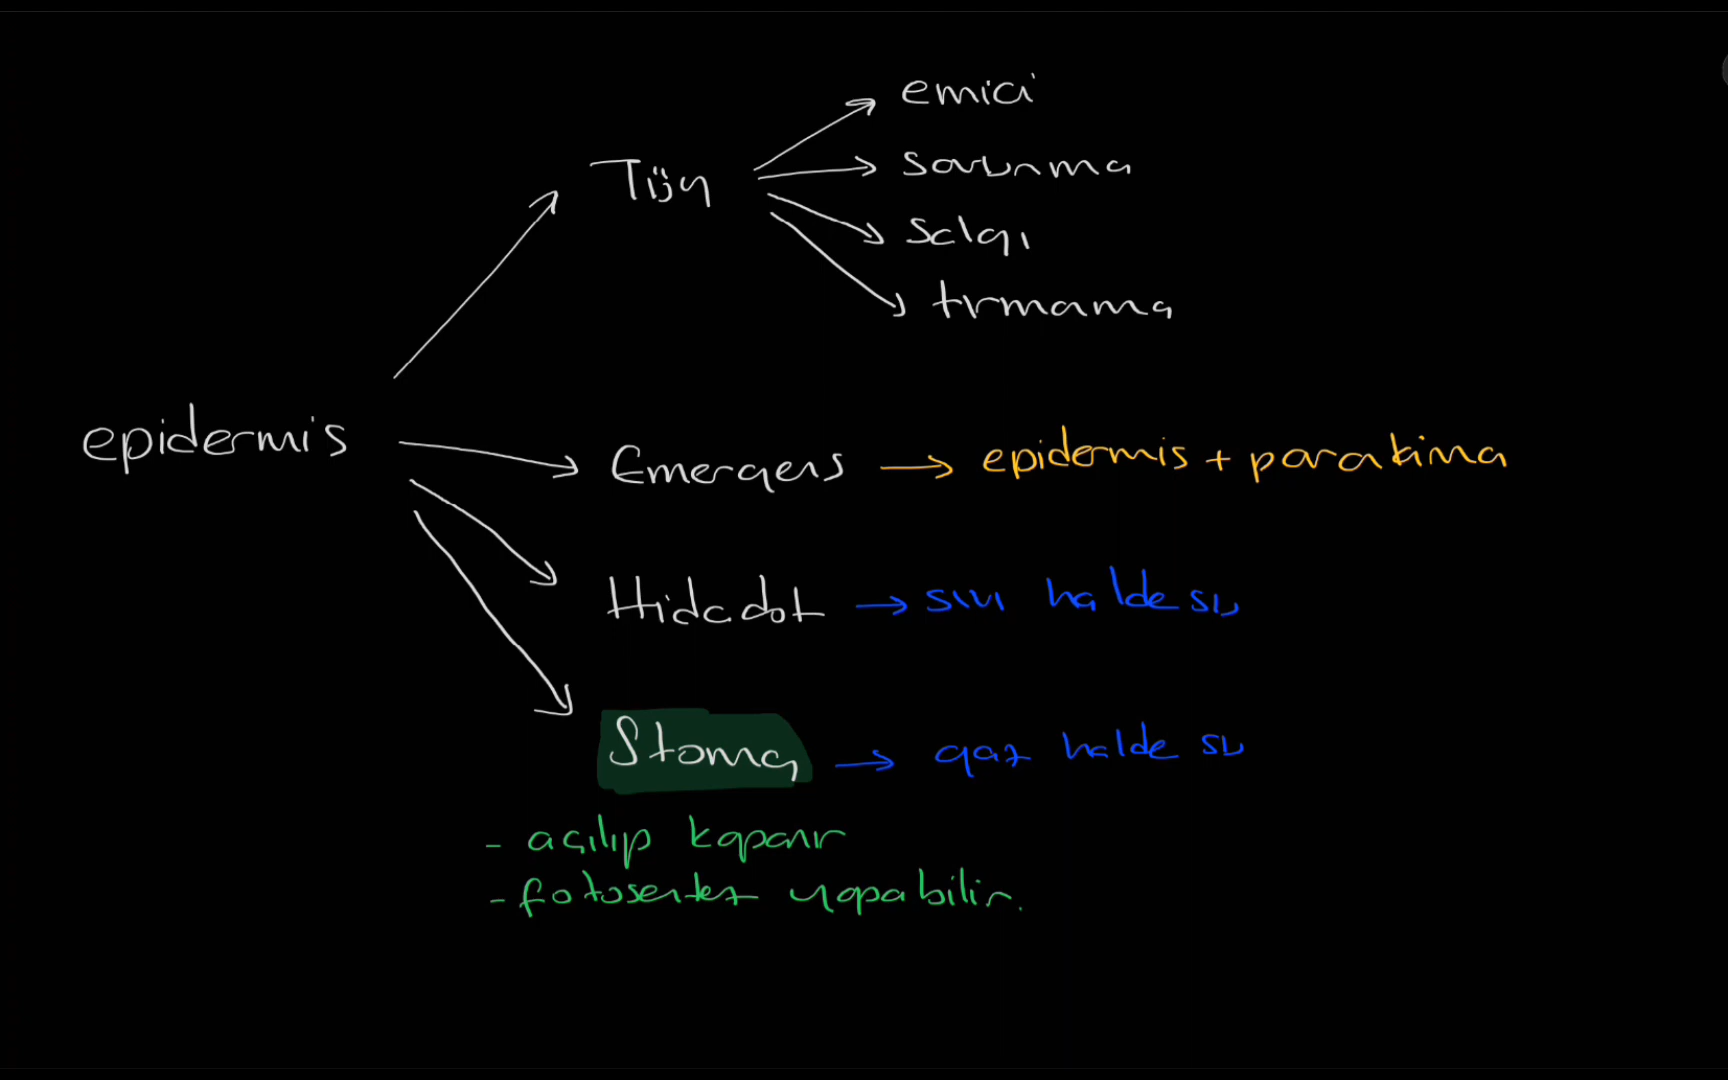 emici
savunma
Tüy
salgı
tırmanma
epidermis
Emergens → epidermis + parankima
Hidatot → sıvı halde su
Stoma → gaz halde su
- açılıp kapanır
- fotosentez yapabilir.